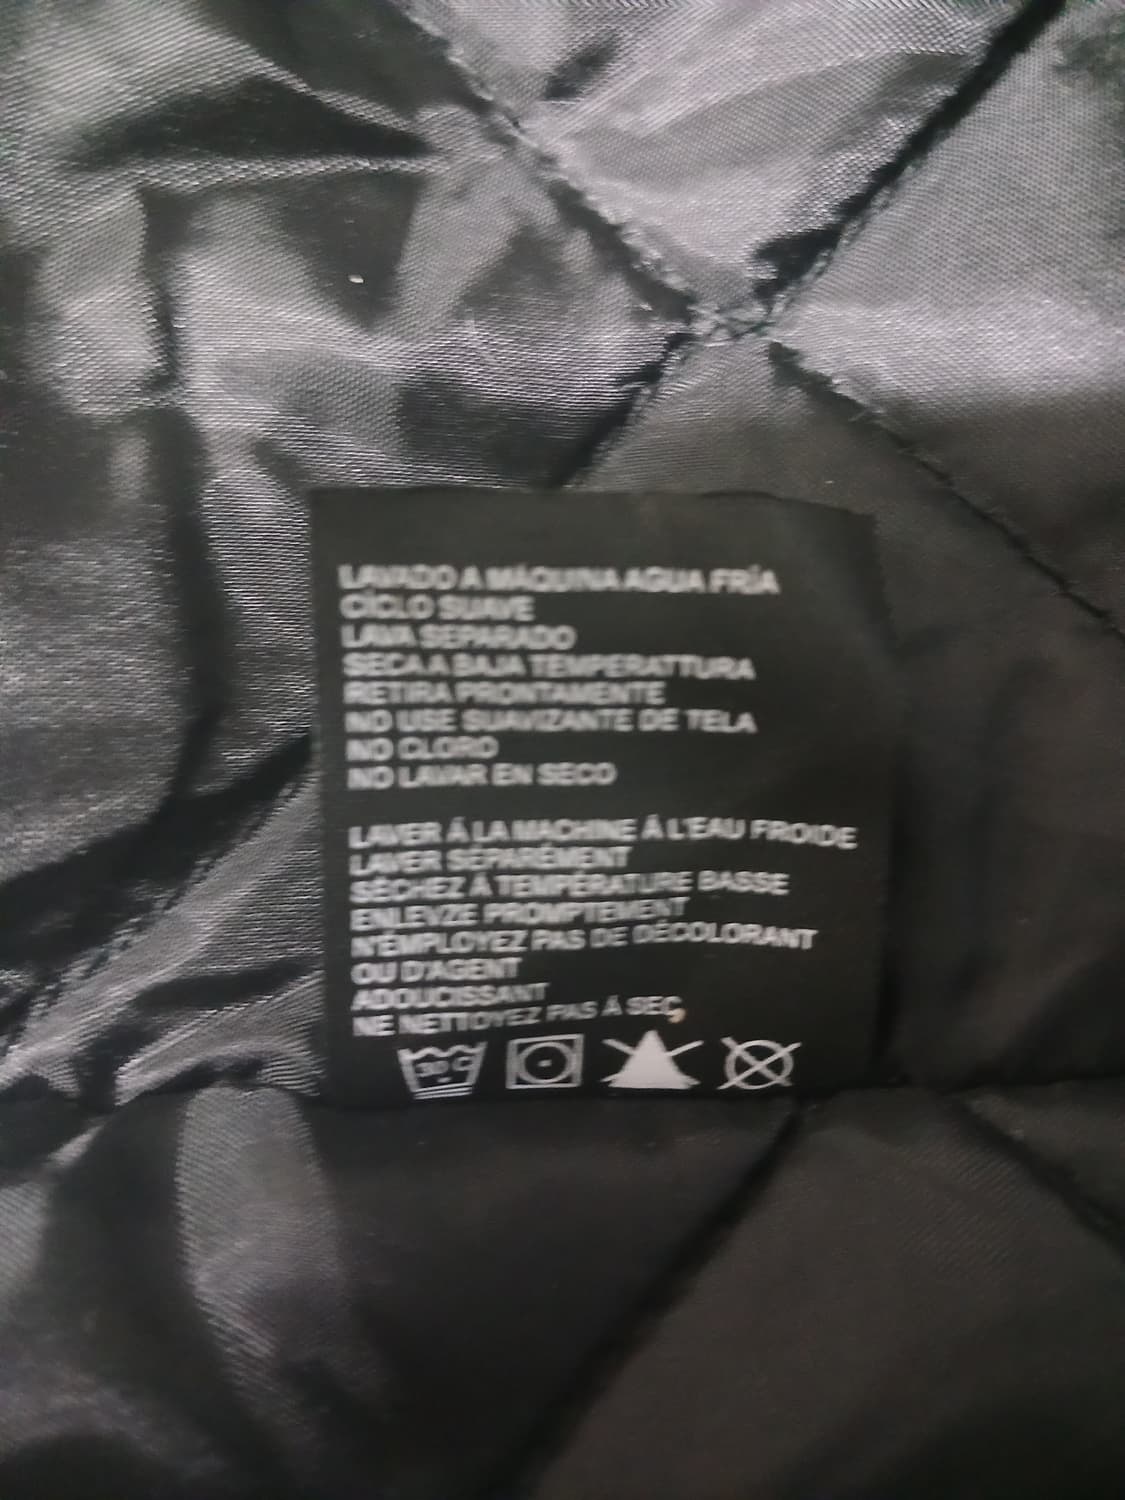 LAVADO A MÁQUINA AGUA FRÍA
CÍCLO SUAVE
LAVA SEPARADO
SECA A BAJA TEMPERATTURA
RETIRA PRONTAMENTE
NO USE SUAVIZANTE DE TELA
NO CLORO
NO LAVAR EN SECO
LAVER Á LA MACHINE Á L'EAU FROIDE
LAVER SÉPARÉMENT
SÉCHEZ Á TEMPÉRATURE BASSE
ENLEVZE PROMPTEMENT
N'EMPLOYEZ PAS DE DÉCOLORANT
OU D'AGENT
ADOUCISSANT
NE NETTOYEZ PAS Á SEC
30 C